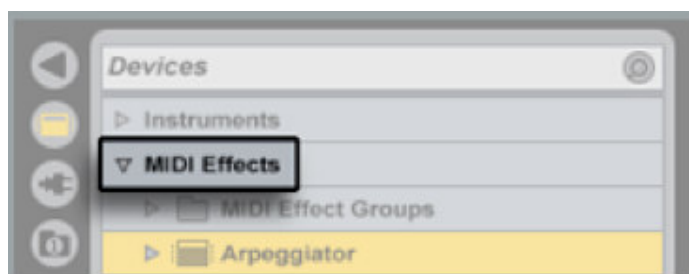 Devices
Instruments
MIDI Effects
MIDI Effect Groups
Arpeggiator